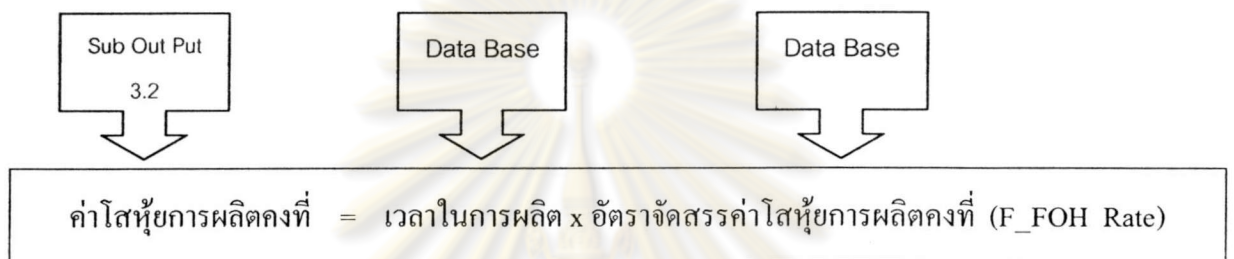 Sub Out Put
3.2
Data Base
Data Base
ค่าโสหุ้ยการผลิตคงที่ = เวลาในการผลิต x อัตราจัดสรรค่าโสหุ้ยการผลิตคงที่ (F_FOH Rate)